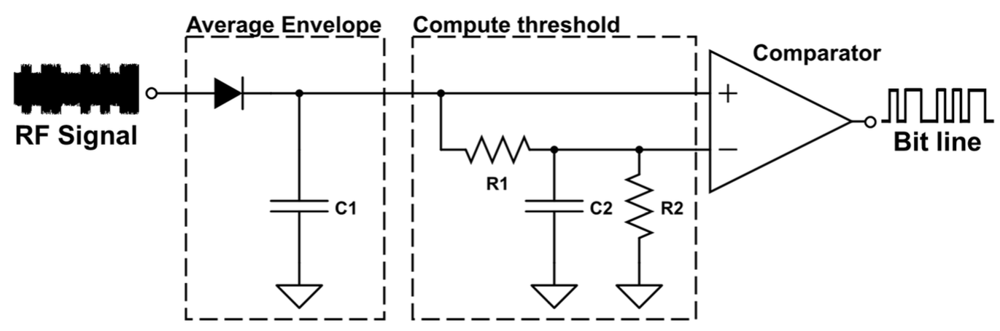 Average Envelope
Compute threshold
Comparator
+
RF Signal
R1
−
Bit line
C1
C2
R2